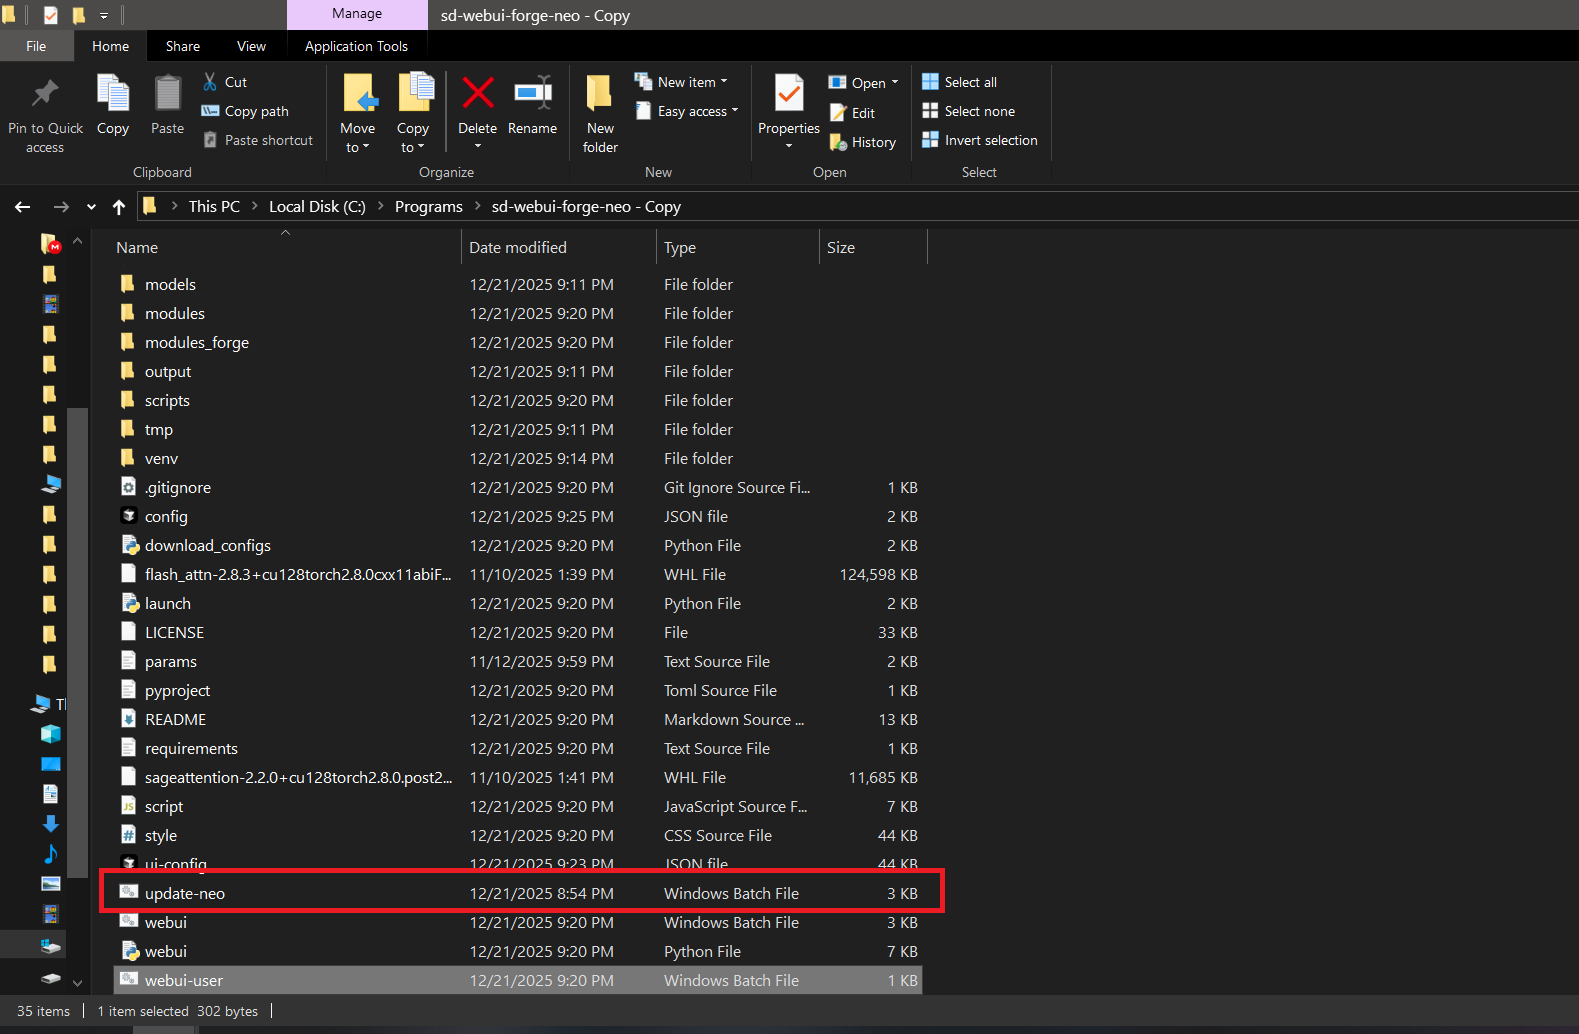 Manage
sd-webui-forge-neo - Copy
File
Home
Share
View
Application Tools
Pin to Quick access
Copy
Paste
Cut
Copy path
Paste shortcut
Clipboard
Move to
Copy to
Delete
Rename
Organize
New folder
New item
Easy access
New
Properties
Open
Edit
History
Open
Select all
Select none
Invert selection
Select
This PC > Local Disk (C:) > Programs > sd-webui-forge-neo - Copy
Name Date modified Type Size
models 12/21/2025 9:11 PM File folder
modules 12/21/2025 9:20 PM File folder
modules_forge 12/21/2025 9:20 PM File folder
output 12/21/2025 9:11 PM File folder
scripts 12/21/2025 9:20 PM File folder
tmp 12/21/2025 9:11 PM File folder
venv 12/21/2025 9:14 PM File folder
.gitignore 12/21/2025 9:20 PM Git Ignore Source Fi... 1 KB
config 12/21/2025 9:25 PM JSON file 2 KB
download_configs 12/21/2025 9:20 PM Python File 2 KB
flash_attn-2.8.3+cu128torch2.8.0cxx11abiF... 11/10/2025 1:39 PM WHL File 124,598 KB
launch 12/21/2025 9:20 PM Python File 2 KB
LICENSE 12/21/2025 9:20 PM File 33 KB
params 11/12/2025 9:59 PM Text Source File 2 KB
pyproject 12/21/2025 9:20 PM Toml Source File 1 KB
README 12/21/2025 9:20 PM Markdown Source ... 13 KB
requirements 12/21/2025 9:20 PM Text Source File 1 KB
sageattention-2.2.0+cu128torch2.8.0.post2... 11/10/2025 1:41 PM WHL File 11,685 KB
script 12/21/2025 9:20 PM JavaScript Source F... 7 KB
style 12/21/2025 9:20 PM CSS Source File 44 KB
ui-config 12/21/2025 9:23 PM JSON file 44 KB
update-neo 12/21/2025 8:54 PM Windows Batch File 3 KB
webui 12/21/2025 9:20 PM Windows Batch File 3 KB
webui 12/21/2025 9:20 PM Python File 7 KB
webui-user 12/21/2025 9:20 PM Windows Batch File 1 KB
35 items 1 item selected 302 bytes